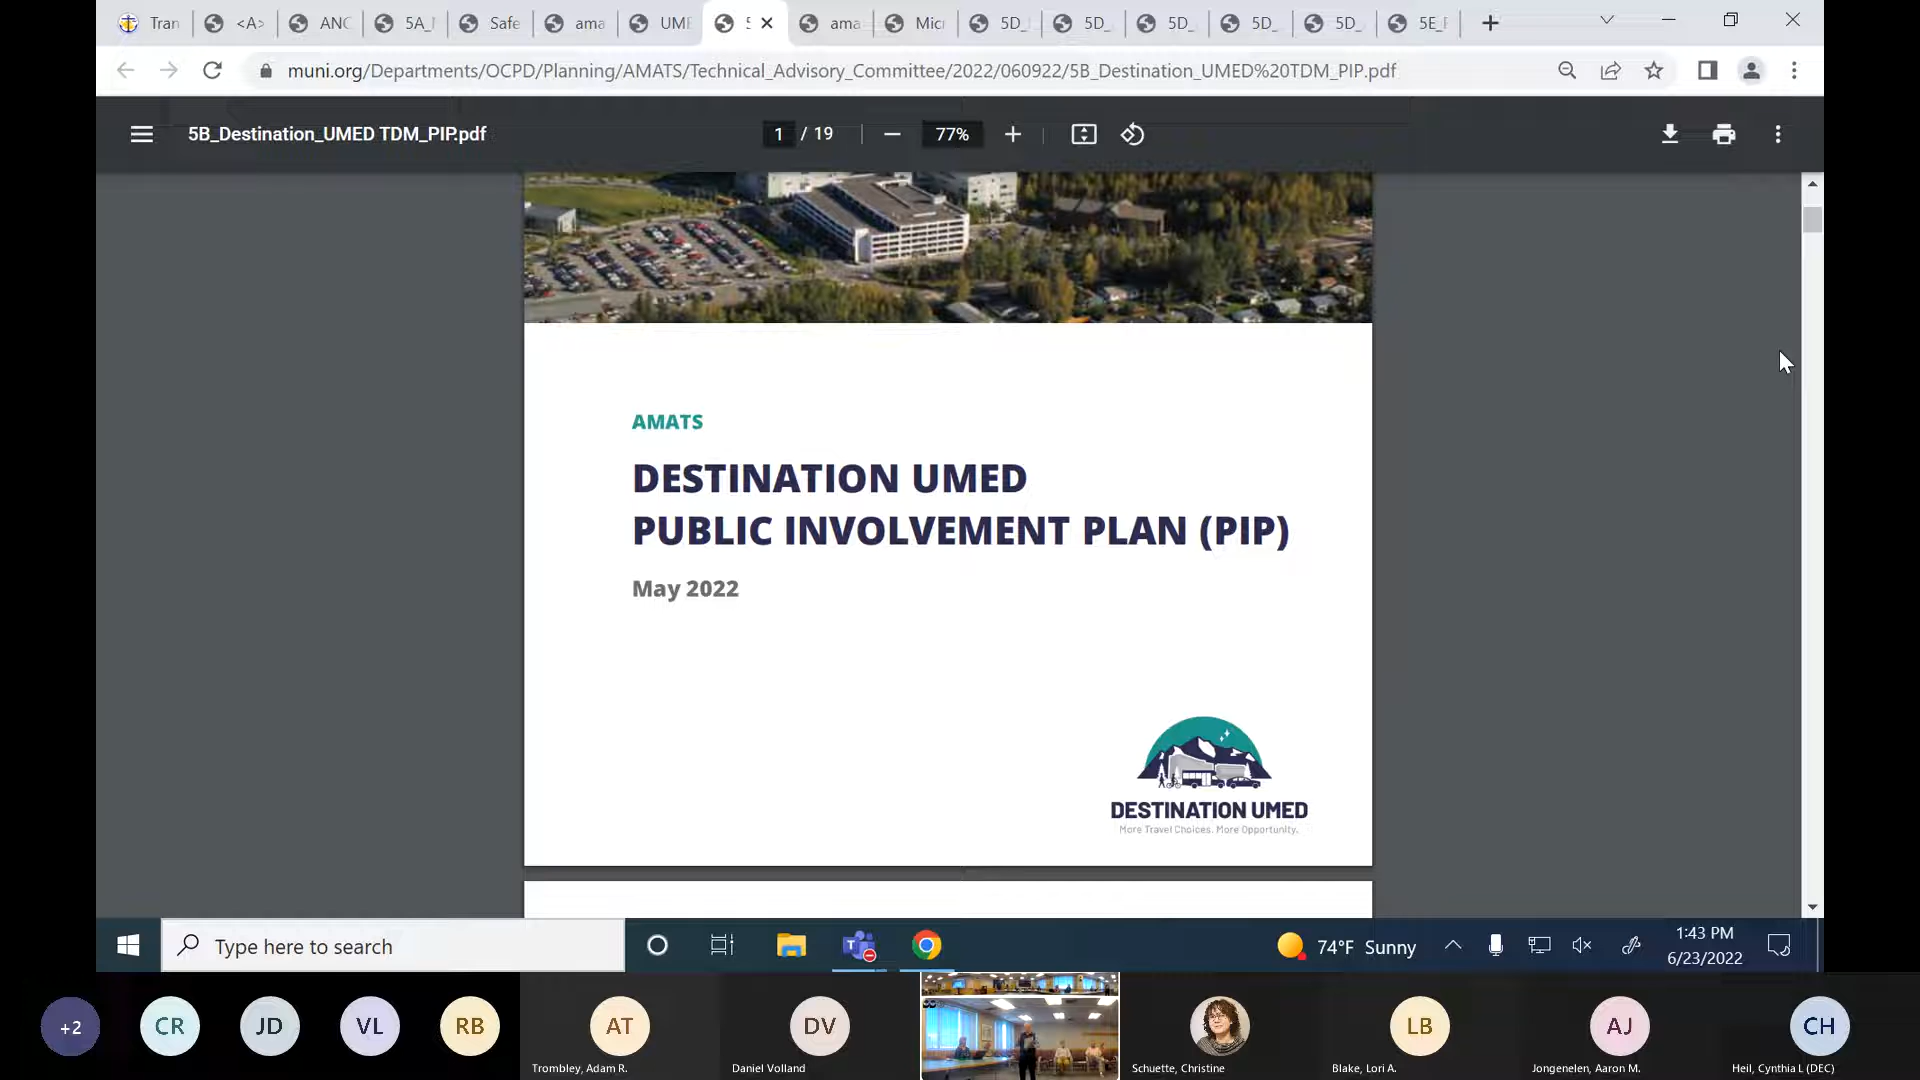 Tran
<A>
ANC
5A_
Safe
ama
UME
5
ama
Micr
5D_
5D_
5D_
5D_
5D_
5E_F
muni.org/Departments/OCPD/Planning/AMATS/Technical_Advisory_Committee/2022/060922/5B_Destination_UMED%20TDM_PIP.pdf
5B_Destination_UMED TDM_PIP.pdf
1 / 19
77%
AMATS
DESTINATION UMED
PUBLIC INVOLVEMENT PLAN (PIP)
May 2022
DESTINATION UMED
More Travel Choices. More Opportunity.
Type here to search
74°F Sunny
1:43 PM
6/23/2022
+2
CR
JD
VL
RB
AT
DV
LB
AJ
CH
Trombley, Adam R.
Daniel Volland
Schuette, Christine
Blake, Lori A.
Jongenelen, Aaron M.
Heil, Cynthia L (DEC)